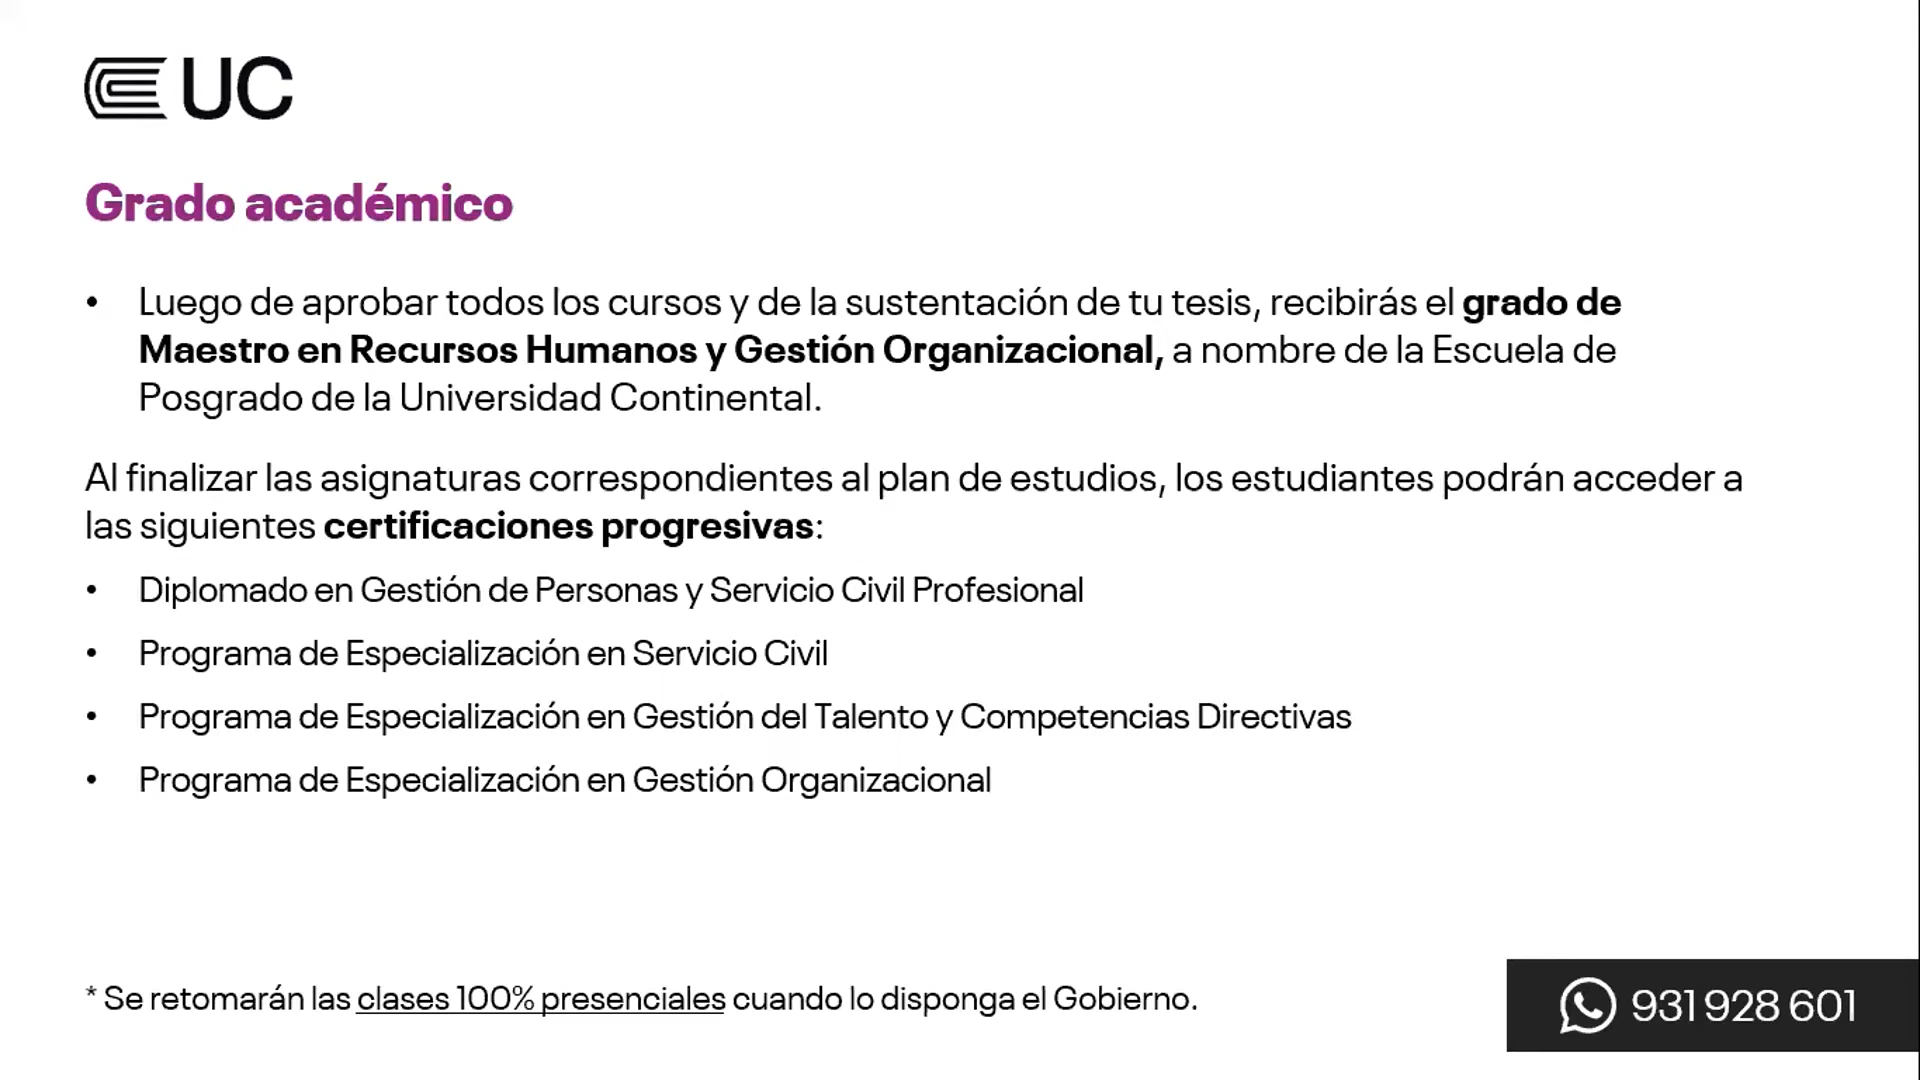 UC
Grado académico
• Luego de aprobar todos los cursos y de la sustentación de tu tesis, recibirás el grado de
Maestro en Recursos Humanos y Gestión Organizacional, a nombre de la Escuela de
Posgrado de la Universidad Continental.
Al finalizar las asignaturas correspondientes al plan de estudios, los estudiantes podrán acceder a
las siguientes certificaciones progresivas:
• Diplomado en Gestión de Personas y Servicio Civil Profesional
• Programa de Especialización en Servicio Civil
• Programa de Especialización en Gestión del Talento y Competencias Directivas
• Programa de Especialización en Gestión Organizacional
* Se retomarán las clases 100% presenciales cuando lo disponga el Gobierno.
931 928 601